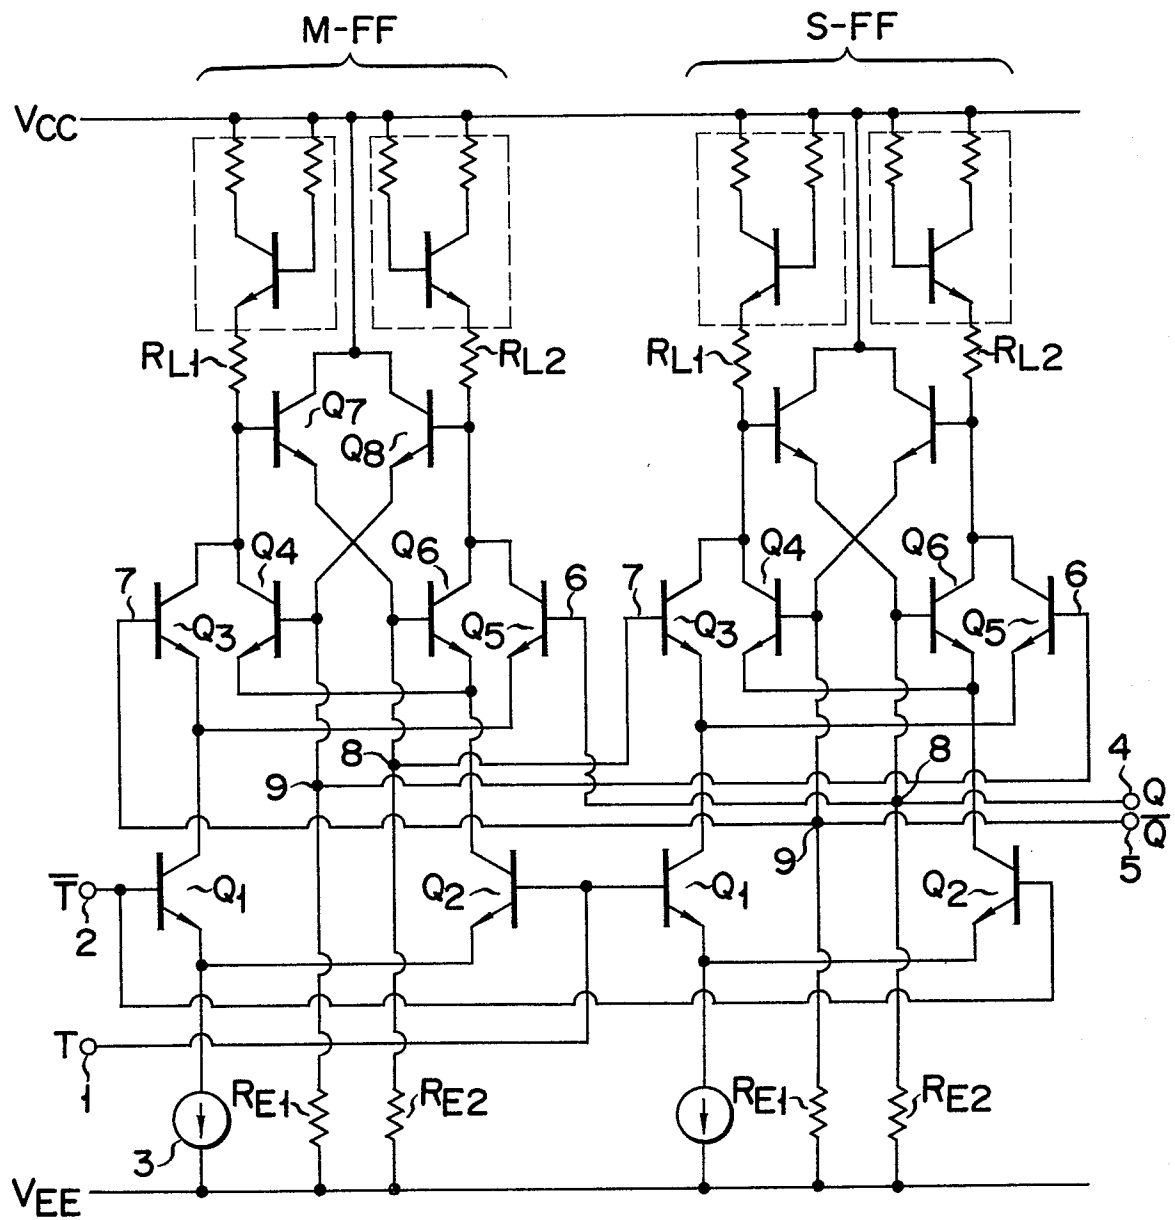 M-FF S-FF
VCC
RL1 RL2 RL1 RL2
Q7
Q8
Q4 Q6 Q4 Q6
7 6 7 6
Q3 Q5 Q3 Q5
8 8 4 Q
9 9 5 Q̅
T̅ Q1 Q2 Q1 Q2
2
T
1
RE1 RE2 RE1 RE2
3
VEE